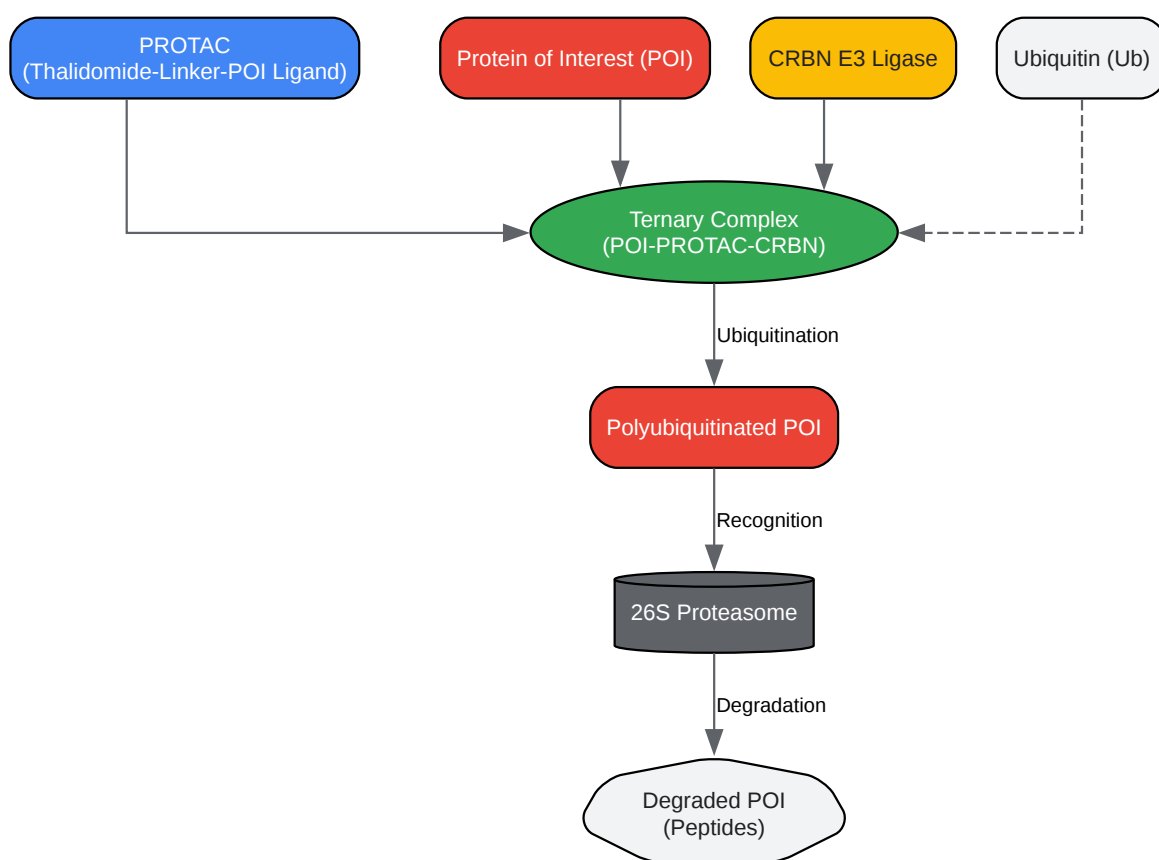 PROTAC
(Thalidomide-Linker-POI Ligand)
Protein of Interest (POI)
CRBN E3 Ligase
Ubiquitin (Ub)
Ternary Complex
(POI-PROTAC-CRBN)
Ubiquitination
Polyubiquitinated POI
Recognition
26S Proteasome
Degradation
Degraded POI
(Peptides)